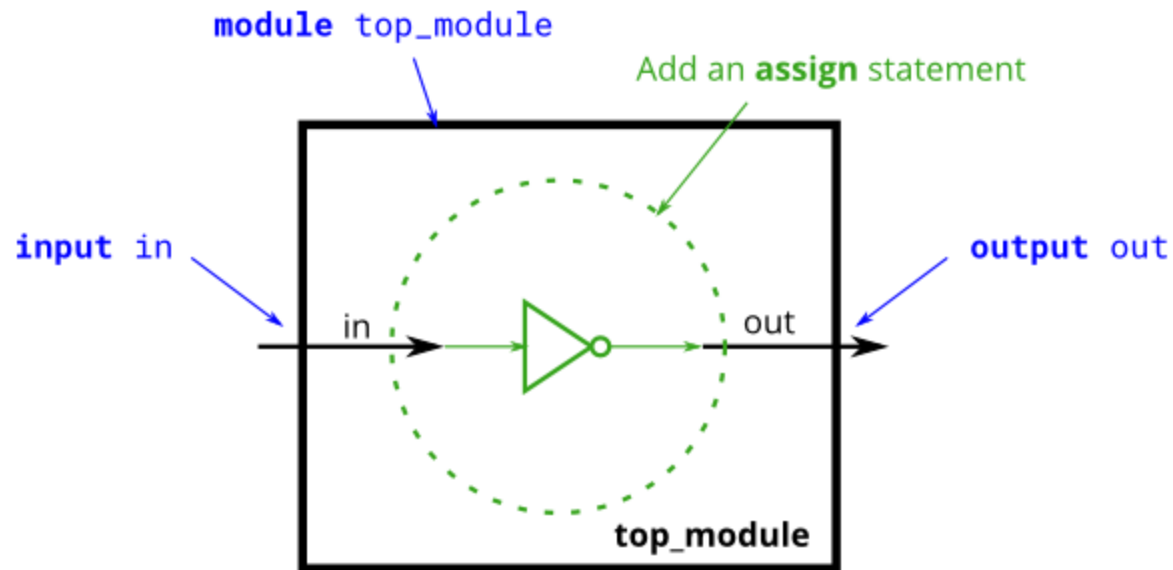 module top_module
Add an assign statement
input in
output out
in
out
top_module